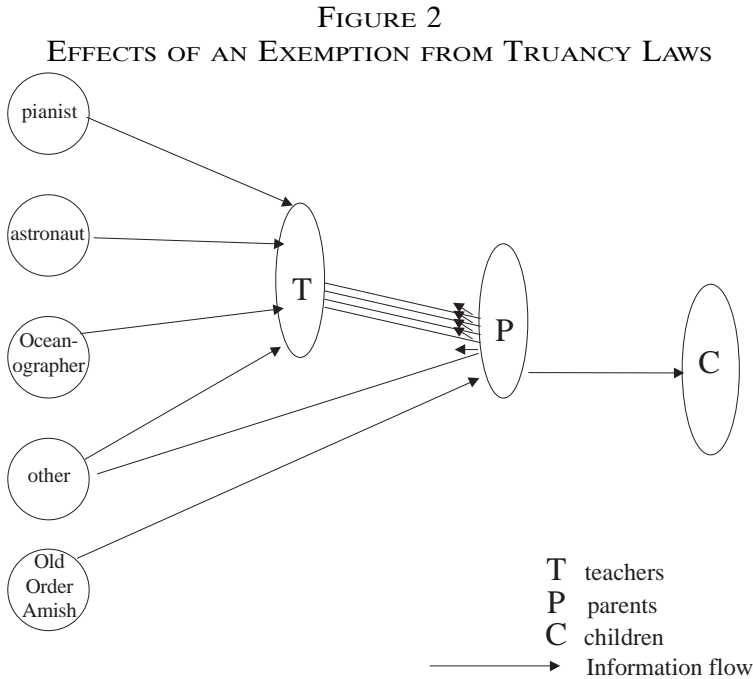 FIGURE 2
EFFECTS OF AN EXEMPTION FROM TRUANCY LAWS
pianist
astronaut
Ocean-
ographer
other
Old
Order
Amish
T
P
C
T teachers
P parents
C children
Information flow